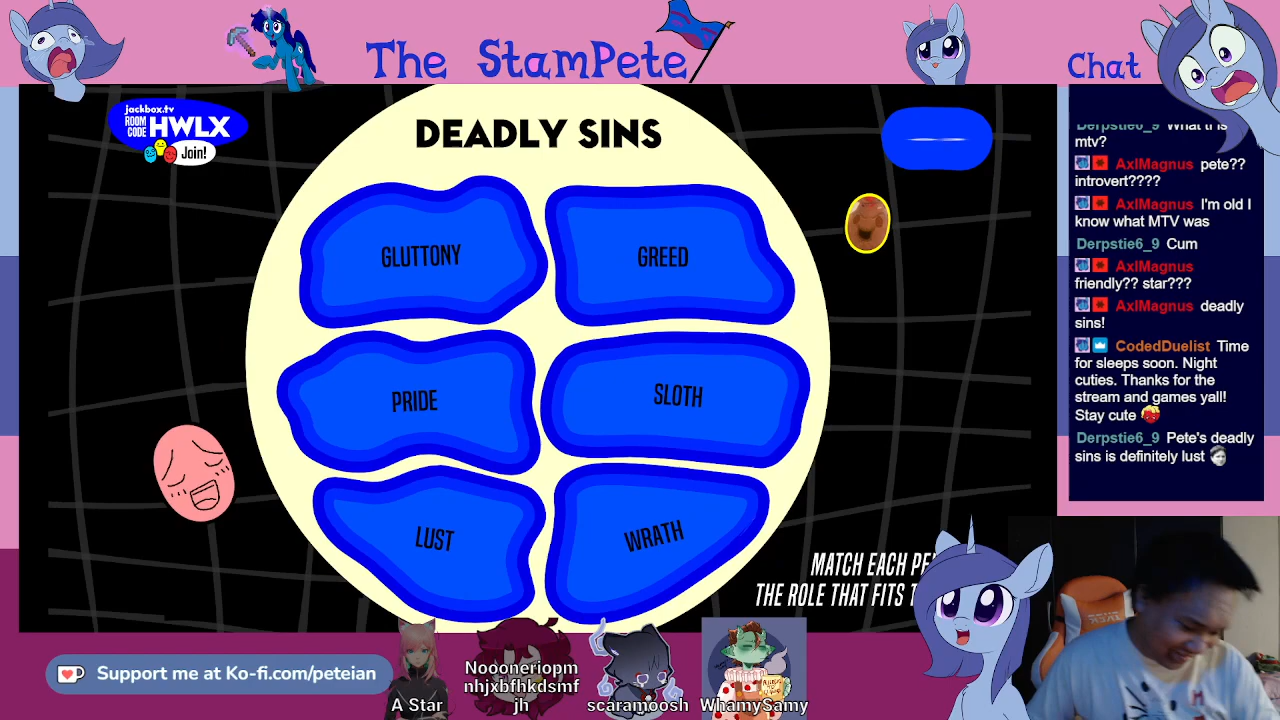 The StamPete
Chat
jackbox.tv
ROOM
CODE
HWLX
Join!
DEADLY SINS
GLUTTONY
GREED
PRIDE
SLOTH
LUST
WRATH
MATCH EACH
THE ROLE THAT FITS
mtv?
AxlMagnus pete??
introvert????
AxlMagnus I'm old I
know what MTV was
Derpstie6_9 Cum
AxlMagnus
friendly?? star???
AxlMagnus deadly
sins!
CodedDuelist Time
for sleeps soon. Night
cuties. Thanks for the
stream and games yall!
Stay cute
Derpstie6_9 Pete's deadly
sins is definitely lust
Support me at Ko-fi.com/peteian
A Star
Noooneriopm
nhjxbfhkdsmf
jh
scaramoosh
WhamySamy